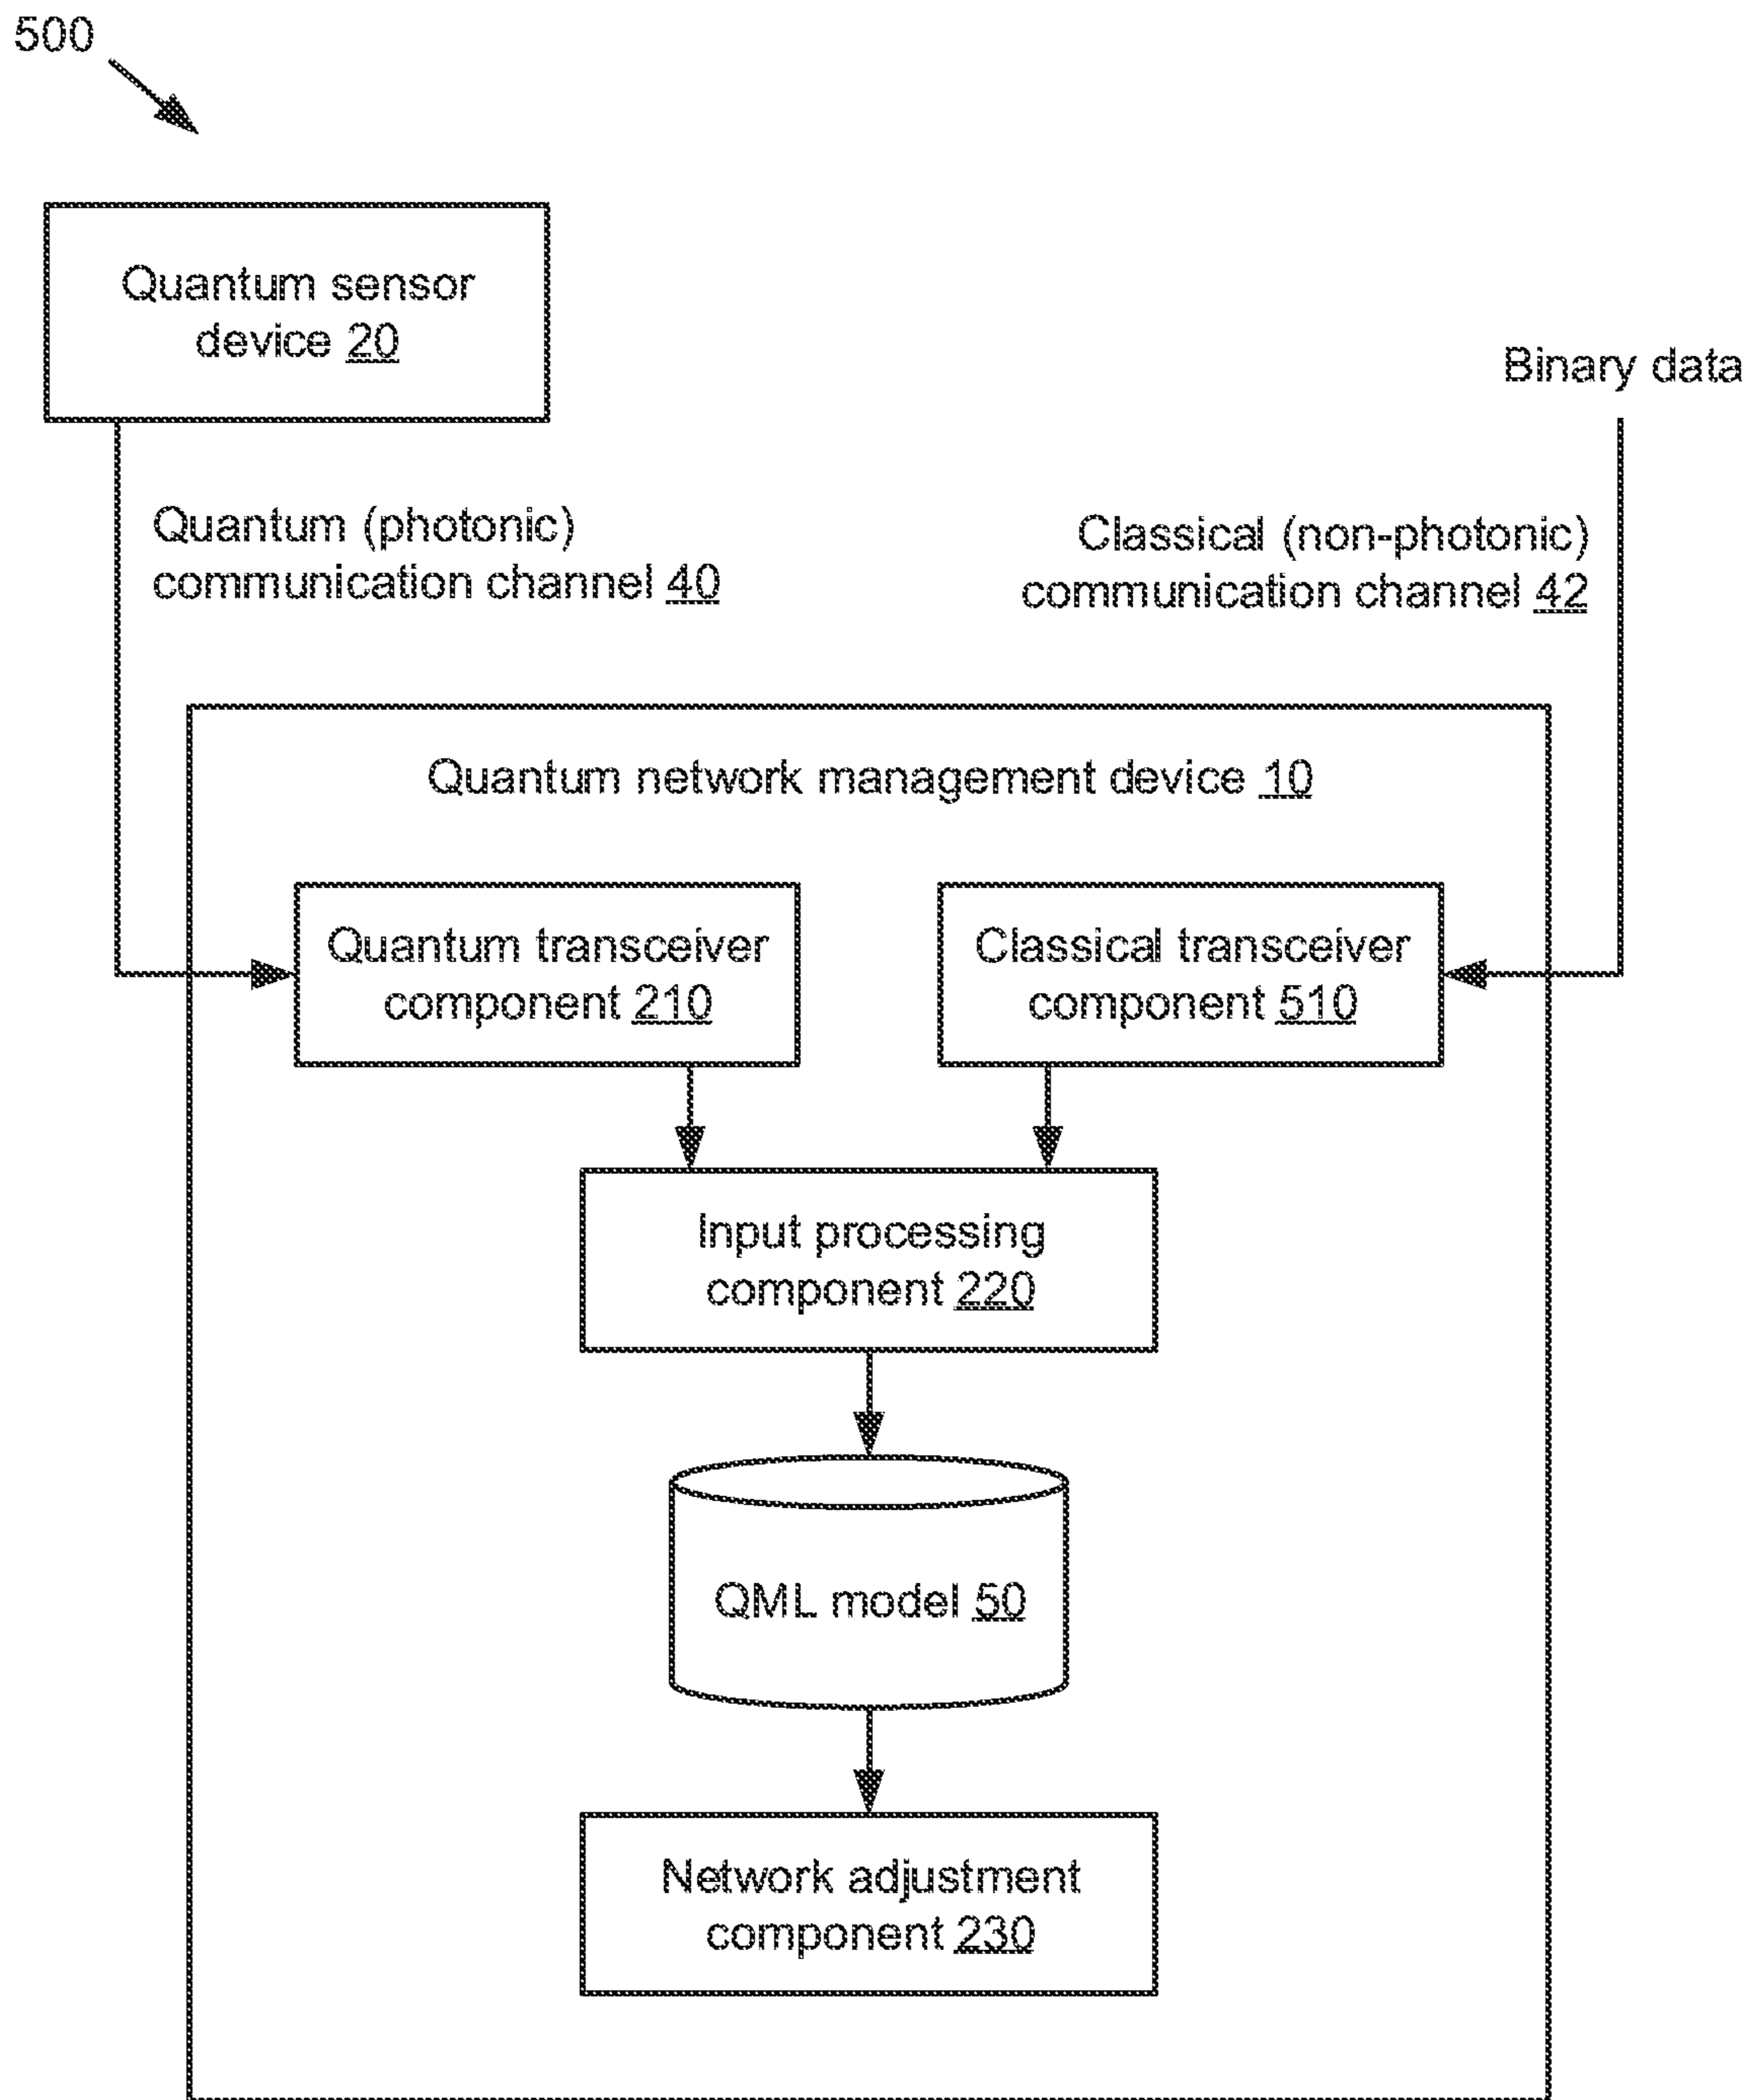 500
Quantum sensor
device 20
Binary data
Quantum (photonic)
communication channel 40
Classical (non-photonic)
communication channel 42
Quantum network management device 10
Quantum transceiver
component 210
Classical transceiver
component 510
Input processing
component 220
QML model 50
Network adjustment
component 230